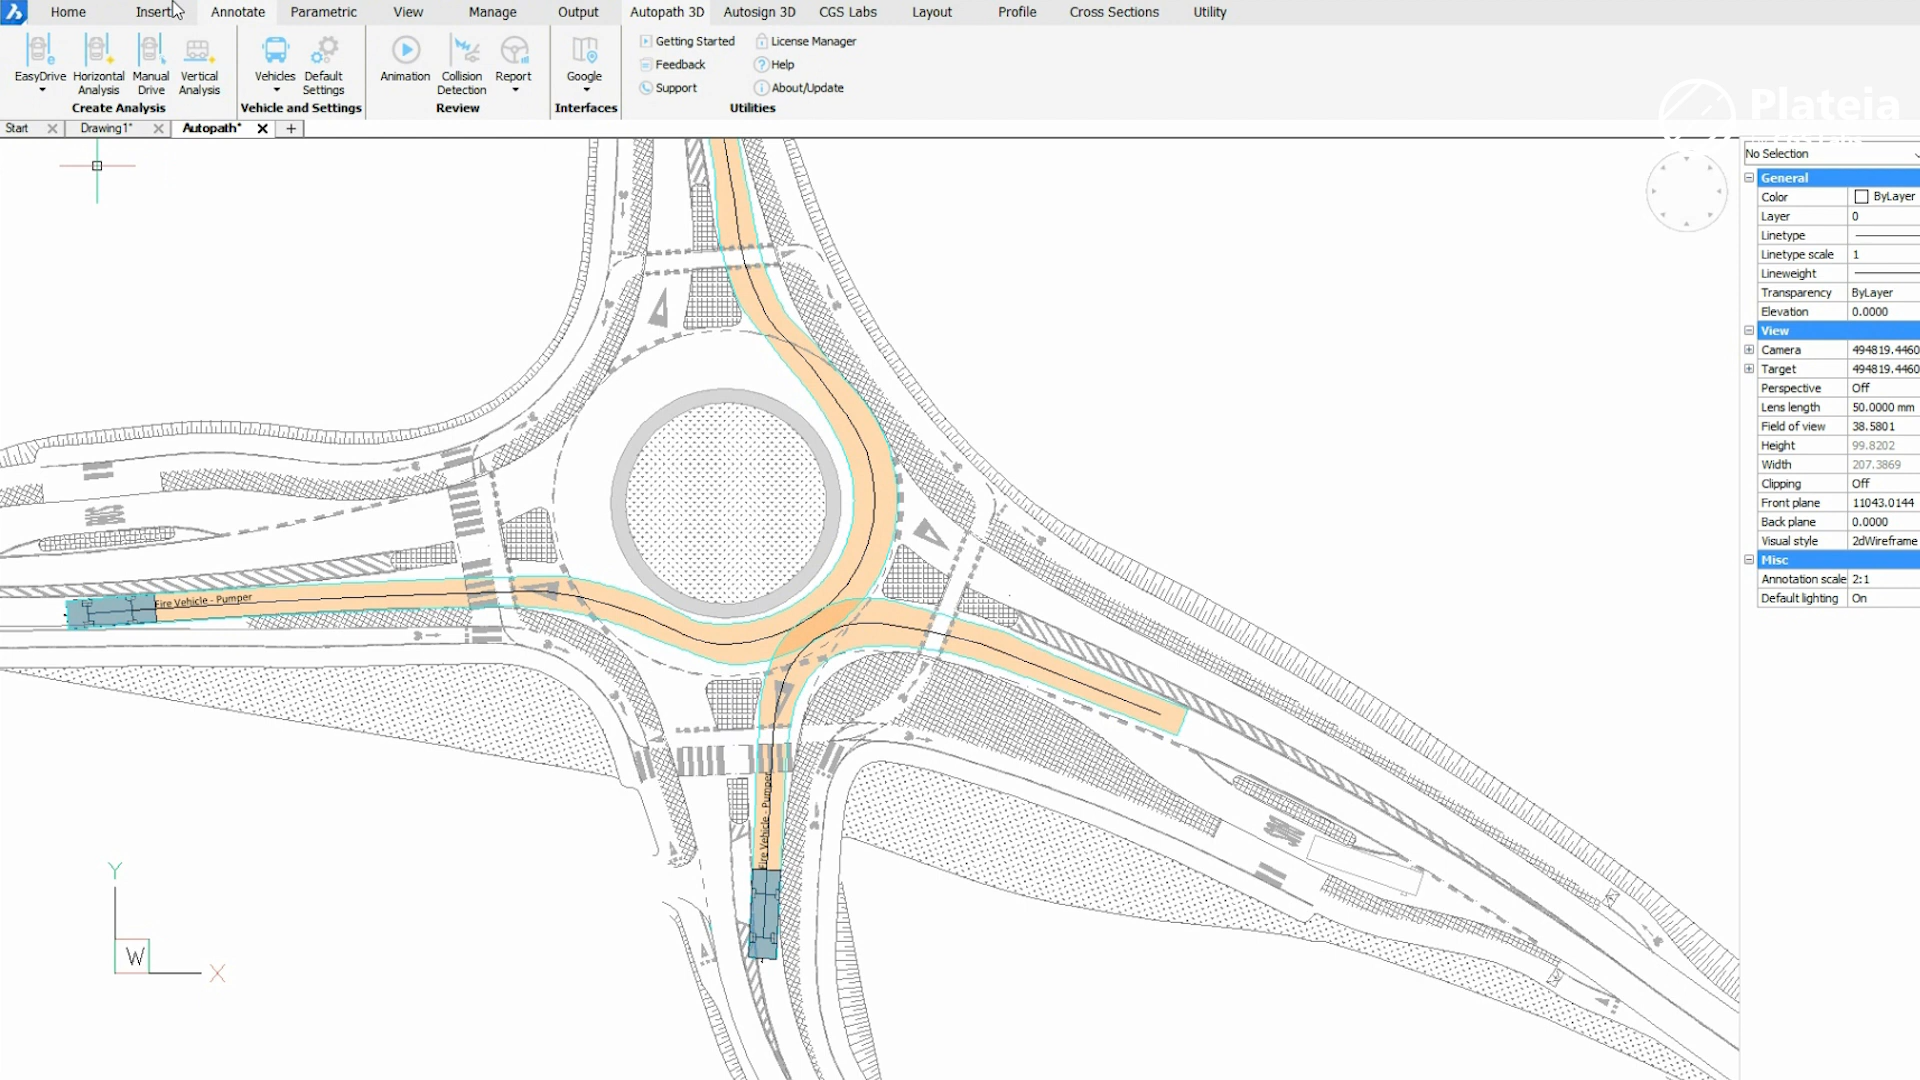 Home Insert Annotate Parametric View Manage Output Autopath 3D Autosign 3D CGS Labs Layout Profile Cross Sections Utility
EasyDrive Horizontal Analysis Manual Drive Vertical Analysis
Create Analysis
Vehicles Default Settings
Vehicle and Settings
Animation Collision Detection Report
Review
Google
Interfaces
Getting Started License Manager
Feedback Help
Support About/Update
Utilities
Plateia
Start Drawing1* Autopath* +
No Selection
General
Color ByLayer
Layer 0
Linetype
Linetype scale 1
Lineweight
Transparency ByLayer
Elevation 0.0000
View
Camera 494819.4460
Target 494819.4460
Perspective Off
Lens length 50.0000 mm
Field of view 38.5801
Height 99.8202
Width 207.3869
Clipping Off
Front plane 11043.0144
Back plane 0.0000
Visual style 2dWireframe
Misc
Annotation scale 2:1
Default lighting On
Fire Vehicle - Pumper
Fire Vehicle - Pumper
Y
W
X